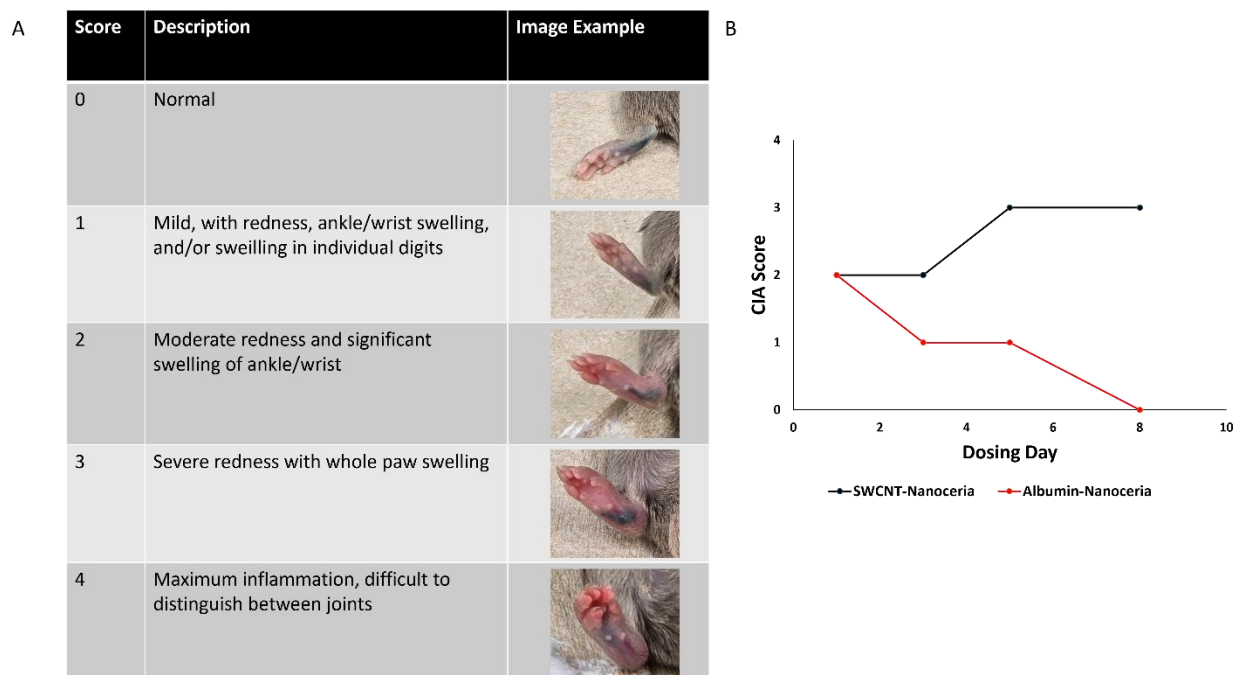 A
Score Description Image Example
0 Normal
1 Mild, with redness, ankle/wrist swelling,
and/or sweilling in individual digits
2 Moderate redness and significant
swelling of ankle/wrist
3 Severe redness with whole paw swelling
4 Maximum inflammation, difficult to
distinguish between joints
B
4
3
2
1
0
CIA Score
0 2 4 6 8 10
Dosing Day
SWCNT-Nanoceria Albumin-Nanoceria